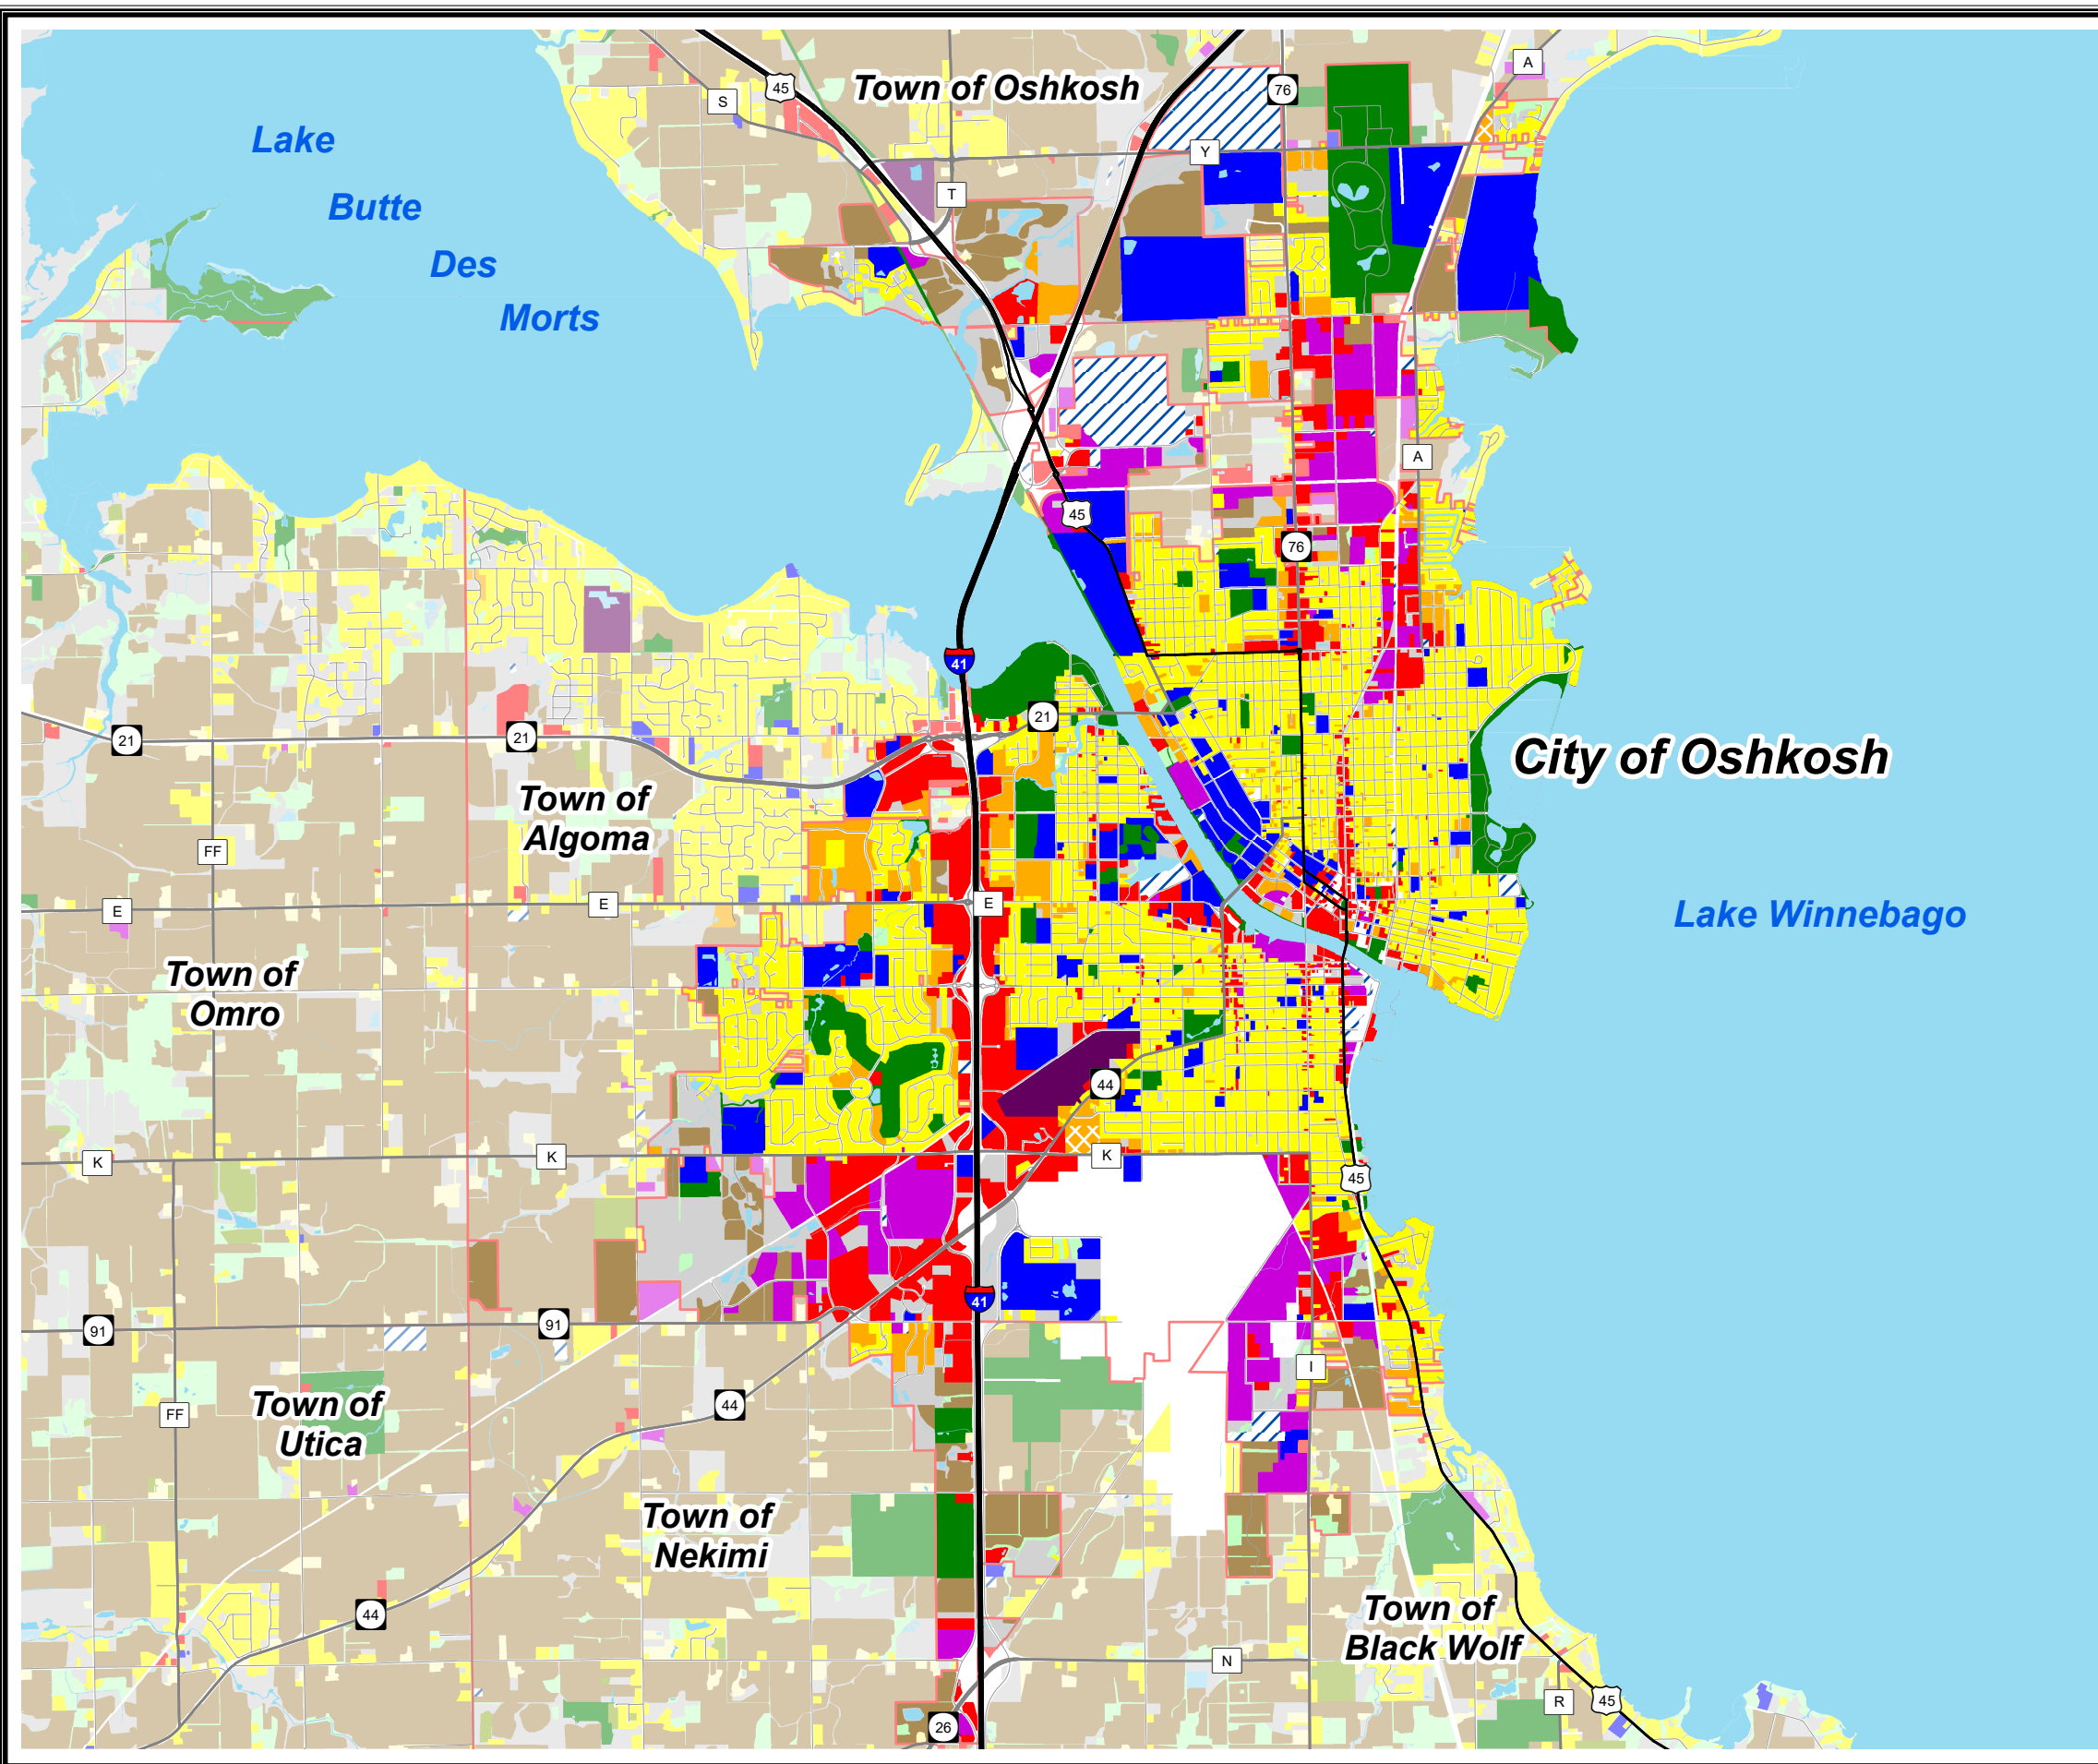 A
45
Town of Oshkosh
76
S
Lake
Y
T
Butte
Des
Morts
A
45
76
41
21
21
21
City of Oshkosh
Town of
Algoma
FF
E
E
E
Lake Winnebago
Town of
Omro
44
K
K
K
45
41
91
91
I
44
FF
Town of
Utica
Town of
Nekimi
44
Town of
Black Wolf
N
R
45
26